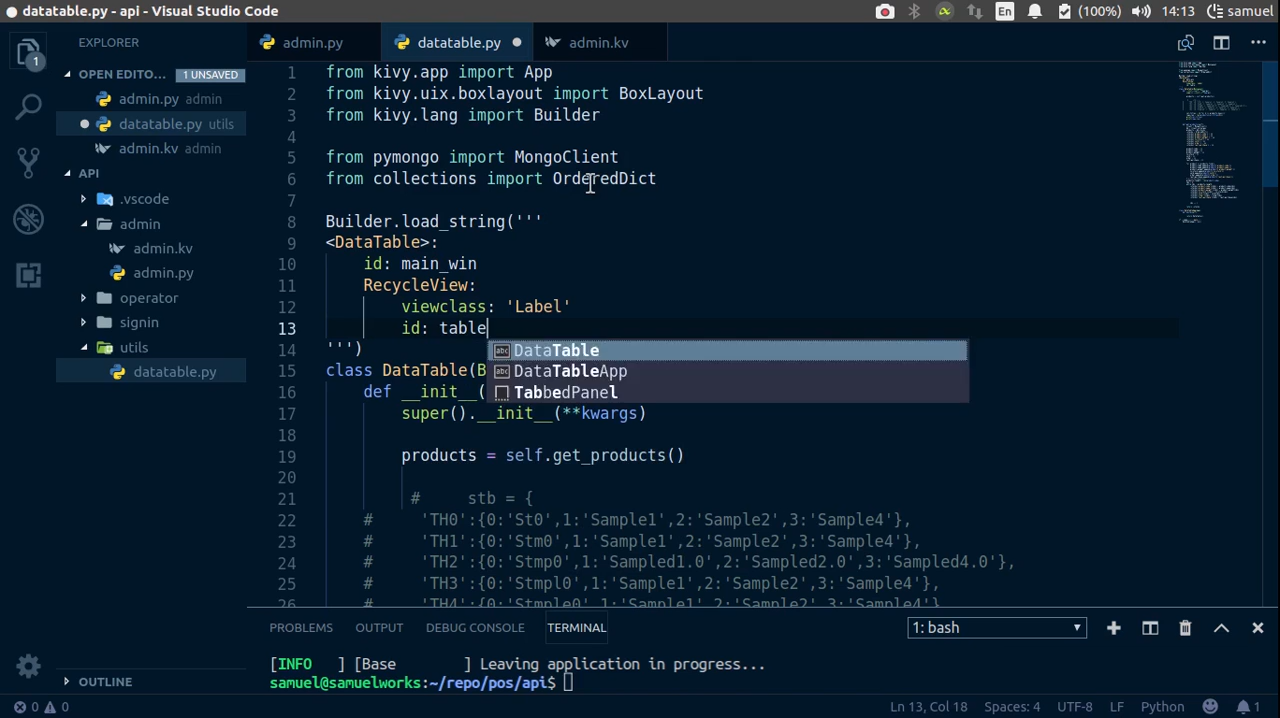 datatable.py - api - Visual Studio Code
En
(100%)
14:13
samuel
EXPLORER
admin.py
datatable.py
admin.kv
1
OPEN EDITO... 1 UNSAVED
admin.py admin
datatable.py utils
admin.kv admin
API
.vscode
admin
admin.kv
admin.py
operator
signin
utils
datatable.py
OUTLINE
1 from kivy.app import App
2 from kivy.uix.boxlayout import BoxLayout
3 from kivy.lang import Builder
4
5 from pymongo import MongoClient
6 from collections import OrderedDict
7
8 Builder.load_string('''
9 <DataTable>:
10 id: main_win
11 RecycleView:
12 viewclass: 'Label'
13 id: table
14 ''')
abc DataTable
15 class DataTable(B
abc DataTableApp
16 def __init__(
TabbedPanel
17 super().__init__(**kwargs)
18
19 products = self.get_products()
20
21 # stb = {
22 # 'TH0':{0:'St0',1:'Sample1',2:'Sample2',3:'Sample4'},
23 # 'TH1':{0:'Stm0',1:'Sample1',2:'Sample2',3:'Sample4'},
24 # 'TH2':{0:'Stmp0',1:'Sampled1.0',2:'Sampled2.0',3:'Sampled4.0'},
25 # 'TH3':{0:'Stmpl0',1:'Sample1',2:'Sample2',3:'Sample4'},
26 # 'TH4':{0:'Stmple0',1:'Sample1',2:'Sample2',3:'Sample4'},
PROBLEMS OUTPUT DEBUG CONSOLE TERMINAL 1: bash
[INFO ] [Base ] Leaving application in progress...
samuel@samuelworks:~/repo/pos/api$
0 0
Ln 13, Col 18 Spaces: 4 UTF-8 LF Python 1